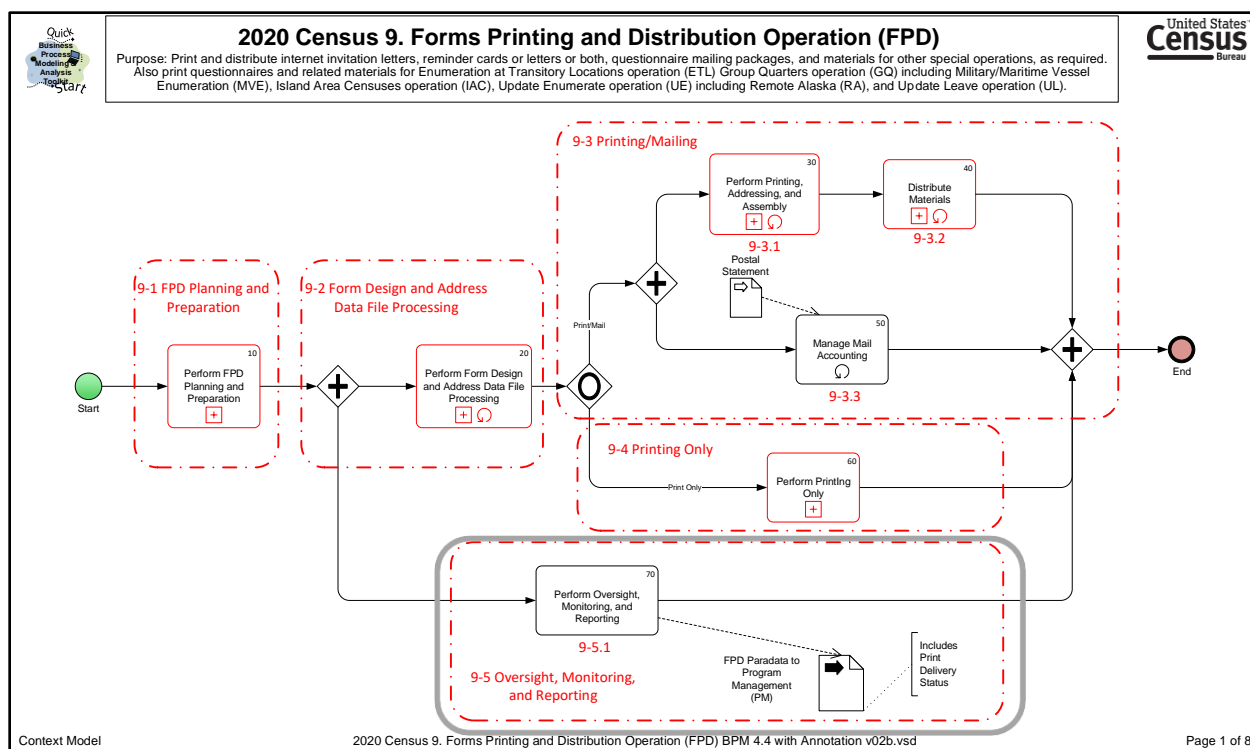 Quick
Business
Process
Modeling &
Analysis
Toolkit
Start
2020 Census 9. Forms Printing and Distribution Operation (FPD)
Purpose: Print and distribute internet invitation letters, reminder cards or letters or both, questionnaire mailing packages, and materials for other special operations, as required.
Also print questionnaires and related materials for Enumeration at Transitory Locations operation (ETL) Group Quarters operation (GQ) including Military/Maritime Vessel
Enumeration (MVE), Island Area Censuses operation (IAC), Update Enumerate operation (UE) including Remote Alaska (RA), and Update Leave operation (UL).
United States™
Census
Bureau
9-3 Printing/Mailing
30
Perform Printing,
Addressing, and
Assembly
9-3.1
40
Distribute
Materials
9-3.2
Postal
Statement
50
Manage Mail
Accounting
9-3.3
9-1 FPD Planning and
Preparation
10
Perform FPD
Planning and
Preparation
9-2 Form Design and Address
Data File Processing
20
Perform Form Design
and Address Data File
Processing
Start
Print/Mail
End
9-4 Printing Only
Print Only
60
Perform PrintIng
Only
70
Perform Oversight,
Monitoring, and
Reporting
9-5.1
9-5 Oversight, Monitoring,
and Reporting
FPD Paradata to
Program
Management
(PM)
Includes
Print
Delivery
Status
Context Model
2020 Census 9. Forms Printing and Distribution Operation (FPD) BPM 4.4 with Annotation v02b.vsd
Page 1 of 8